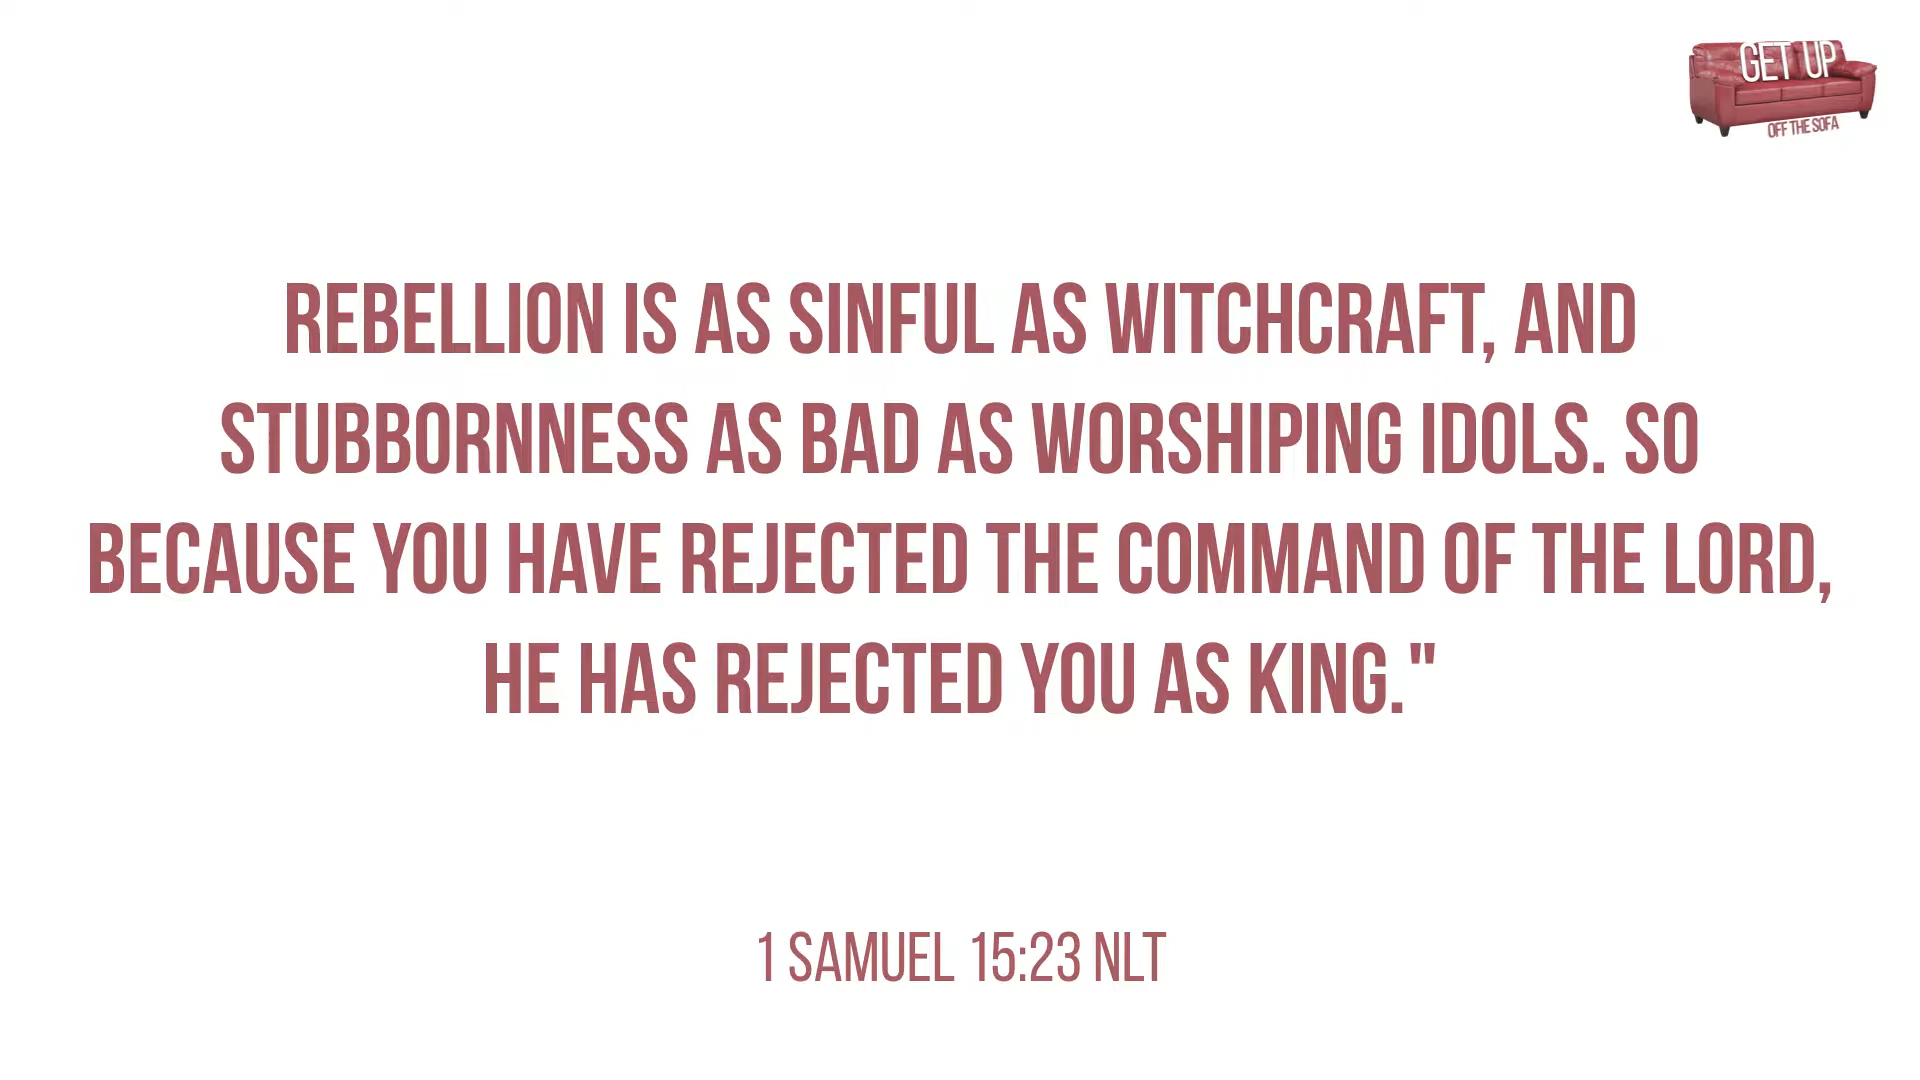 GET UP
OFF THE SOFA
REBELLION IS AS SINFUL AS WITCHCRAFT, AND
STUBBORNNESS AS BAD AS WORSHIPING IDOLS. SO
BECAUSE YOU HAVE REJECTED THE COMMAND OF THE LORD,
HE HAS REJECTED YOU AS KING."
1 SAMUEL 15:23 NLT